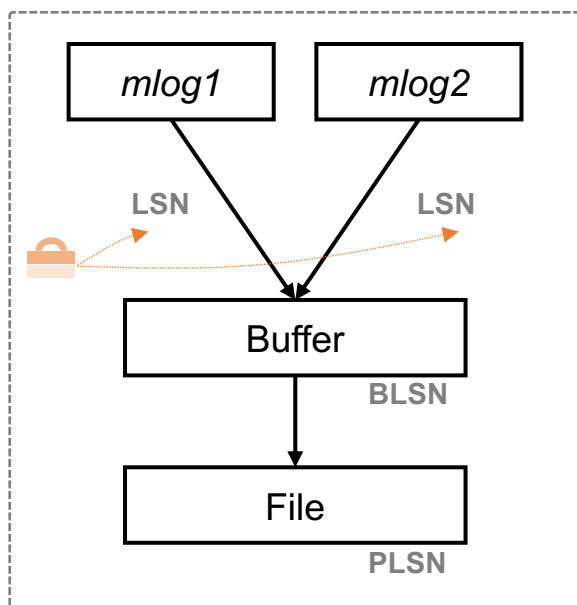 mlog1 mlog2
LSN LSN
Buffer
BLSN
File
PLSN